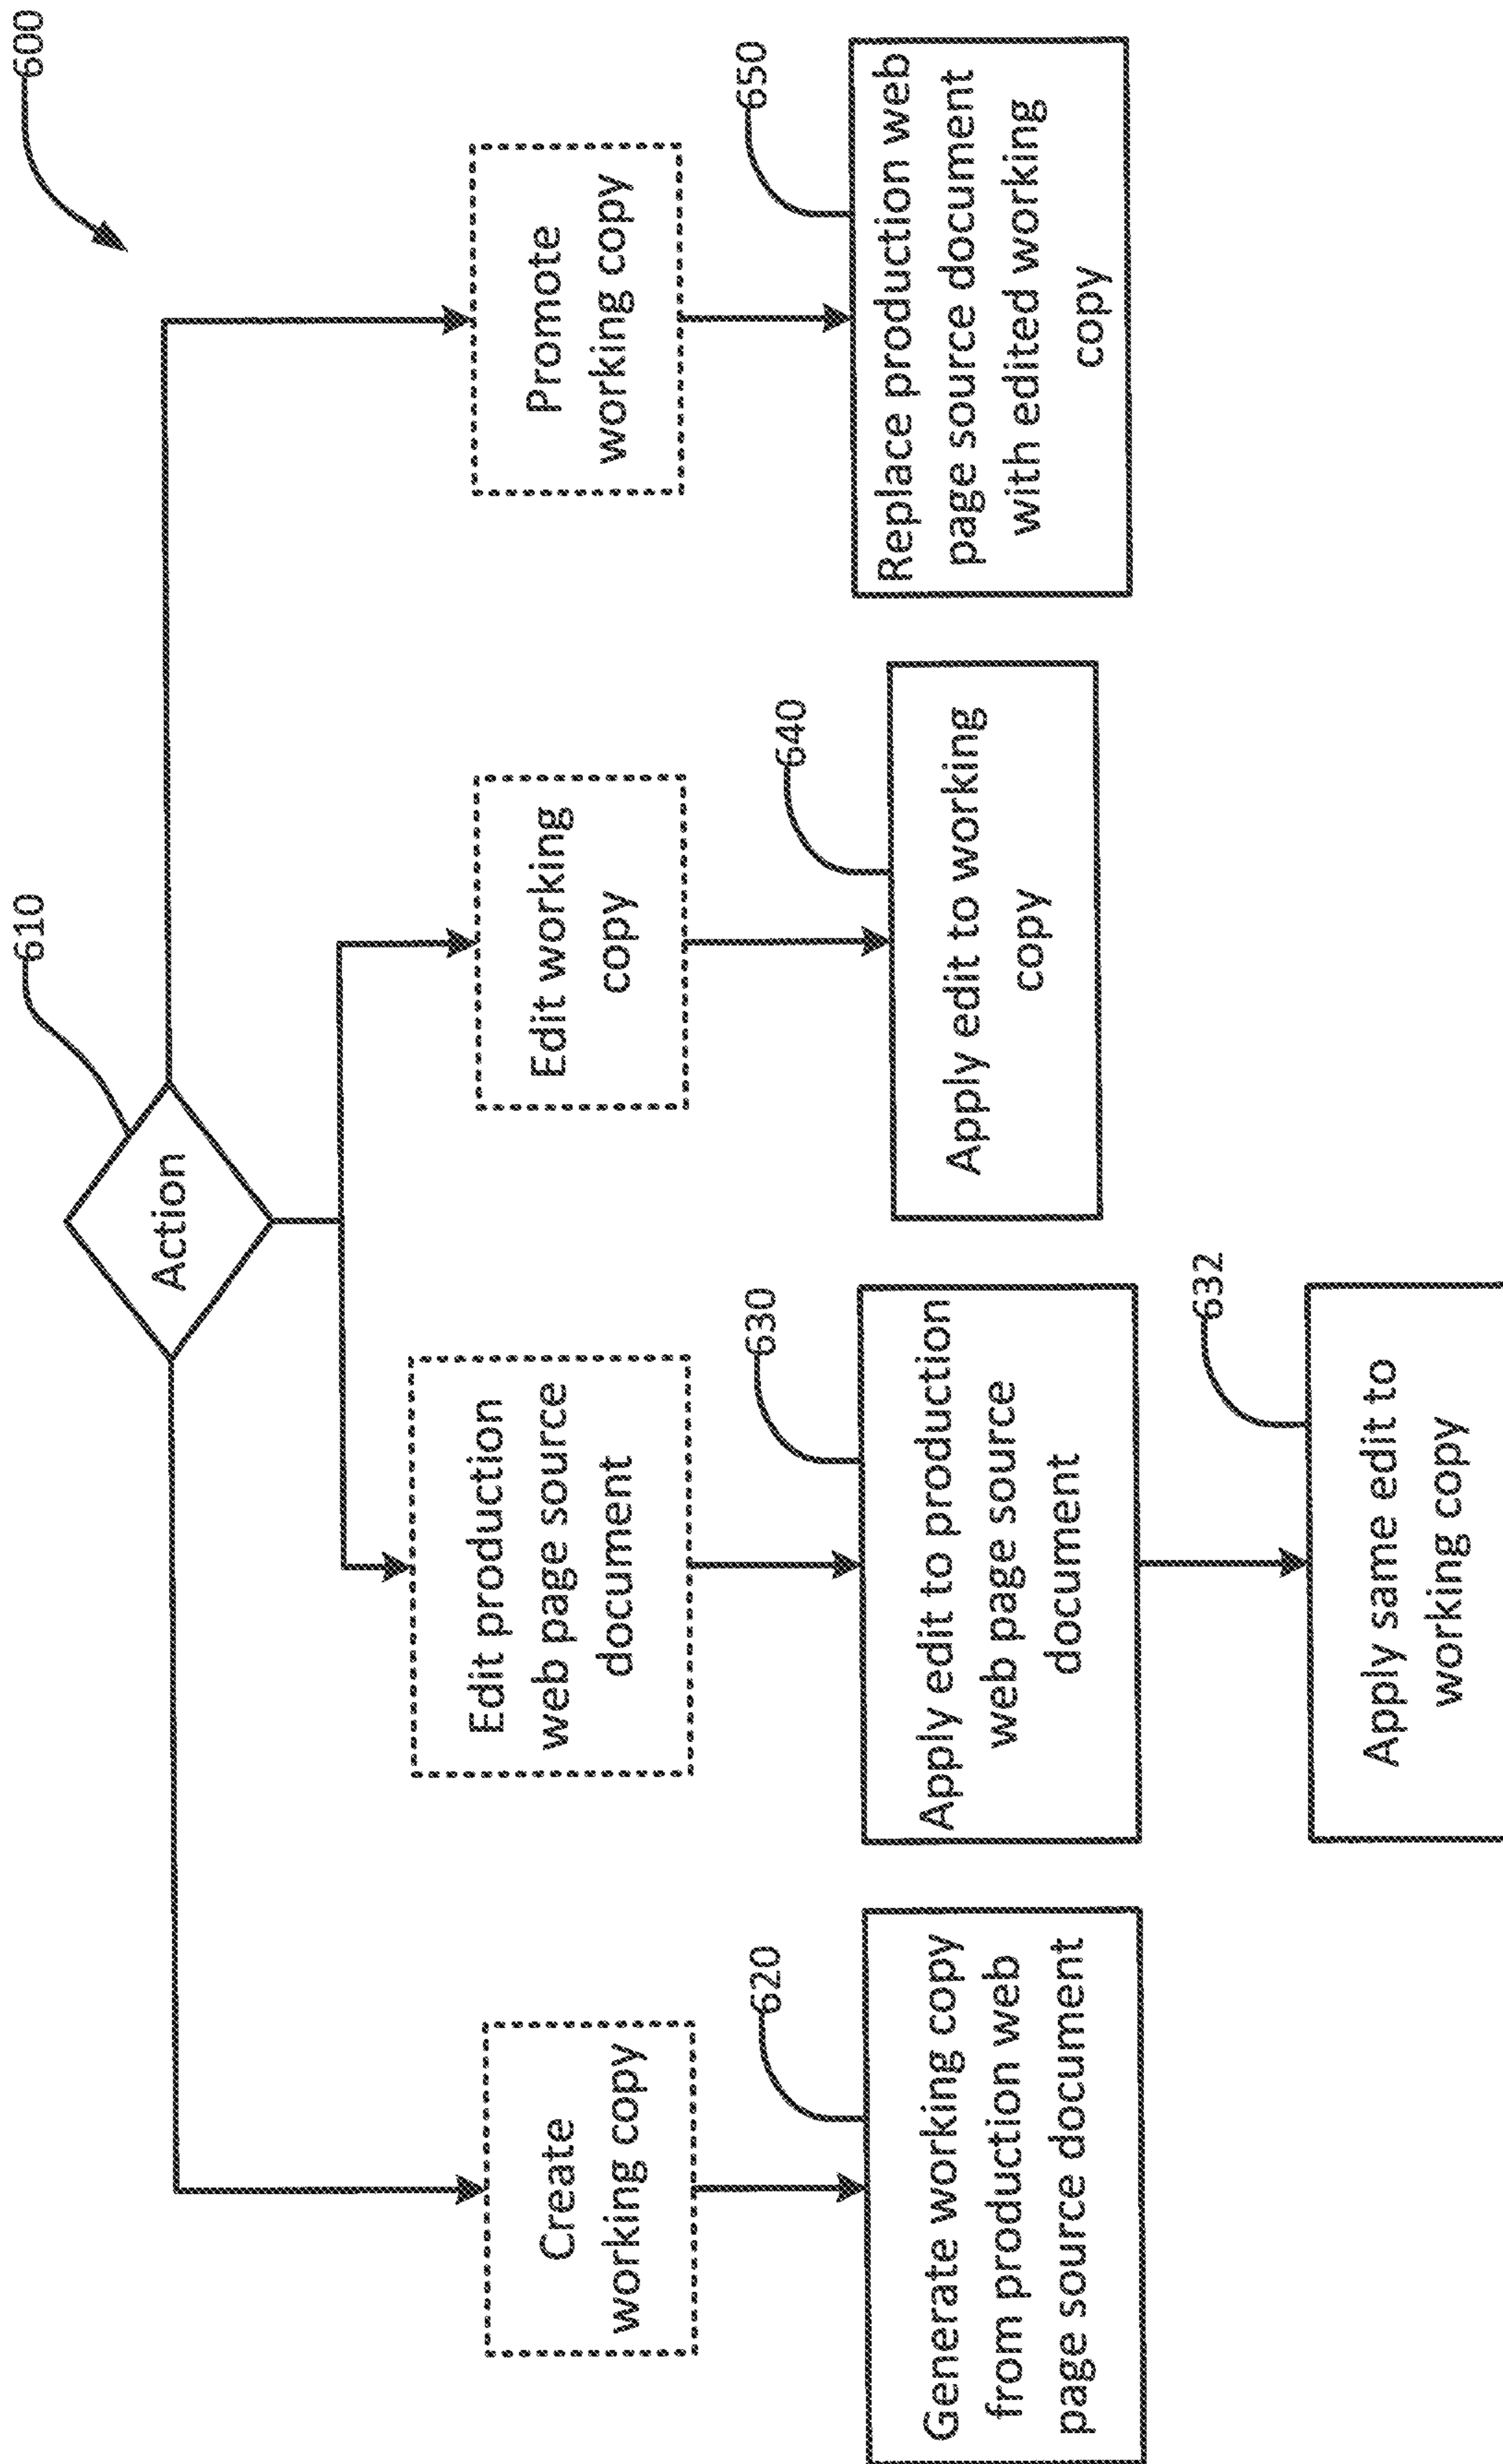 600
610
Action
Create
working copy
Edit production
web page source
document
Edit working
copy
Promote
working copy
620
Generate working copy
from production web
page source document
630
Apply edit to production
web page source
document
640
Apply edit to working
copy
650
Replace production web
page source document
with edited working
copy
632
Apply same edit to
working copy